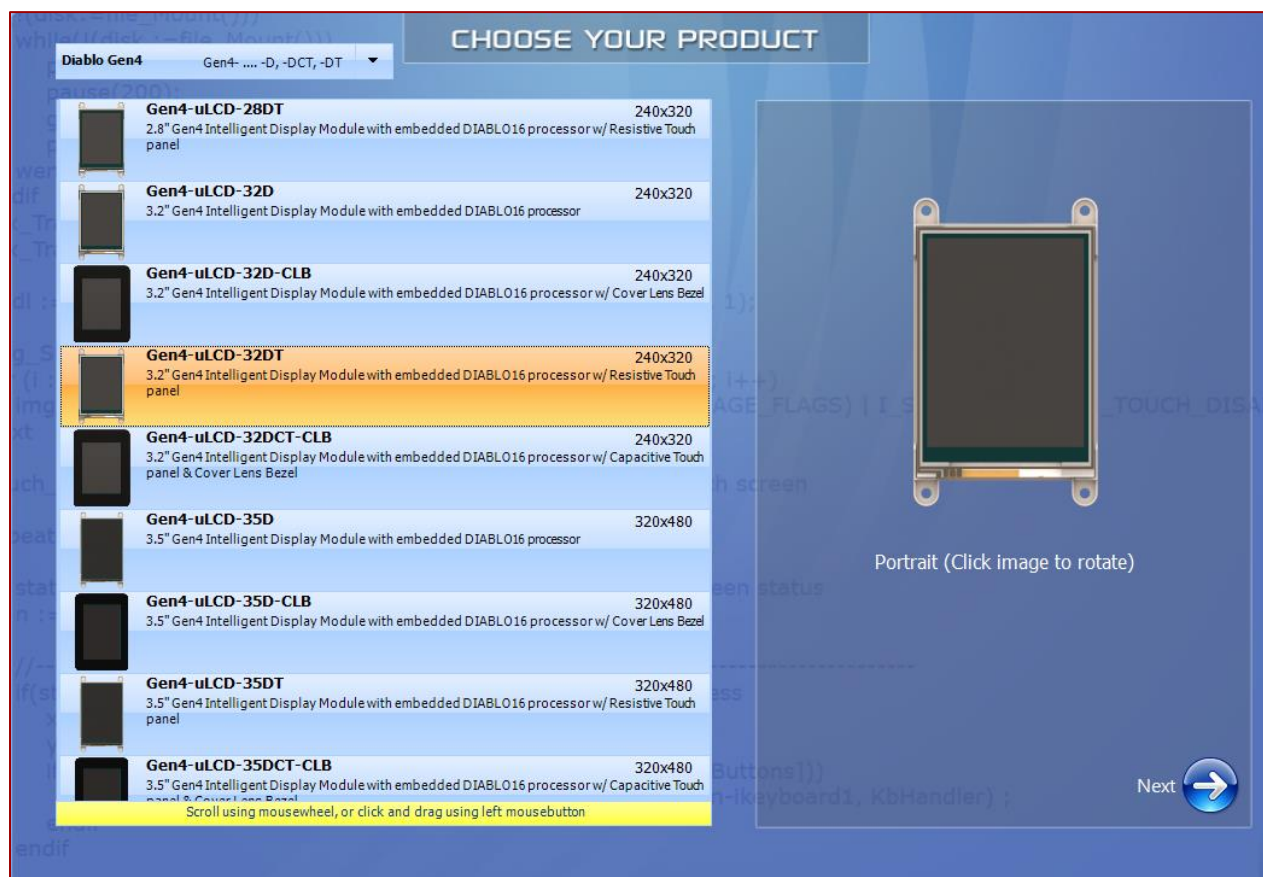 CHOOSE YOUR PRODUCT
Diablo Gen4 Gen4- .... -D, -DCT, -DT
Gen4-uLCD-28DT 240x320
2.8" Gen4 Intelligent Display Module with embedded DIABLO16 processor w/ Resistive Touch
panel
Gen4-uLCD-32D 240x320
3.2" Gen4 Intelligent Display Module with embedded DIABLO16 processor
Gen4-uLCD-32D-CLB 240x320
3.2" Gen4 Intelligent Display Module with embedded DIABLO16 processor w/ Cover Lens Bezel
Gen4-uLCD-32DT 240x320
3.2" Gen4 Intelligent Display Module with embedded DIABLO16 processor w/ Resistive Touch
panel
Gen4-uLCD-32DCT-CLB 240x320
3.2" Gen4 Intelligent Display Module with embedded DIABLO16 processor w/ Capacitive Touch
panel & Cover Lens Bezel
Gen4-uLCD-35D 320x480
3.5" Gen4 Intelligent Display Module with embedded DIABLO16 processor
Gen4-uLCD-35D-CLB 320x480
3.5" Gen4 Intelligent Display Module with embedded DIABLO16 processor w/ Cover Lens Bezel
Gen4-uLCD-35DT 320x480
3.5" Gen4 Intelligent Display Module with embedded DIABLO16 processor w/ Resistive Touch
panel
Gen4-uLCD-35DCT-CLB 320x480
3.5" Gen4 Intelligent Display Module with embedded DIABLO16 processor w/ Capacitive Touch
panel & Cover Lens Bezel
Scroll using mousewheel, or click and drag using left mousebutton
Portrait (Click image to rotate)
Next